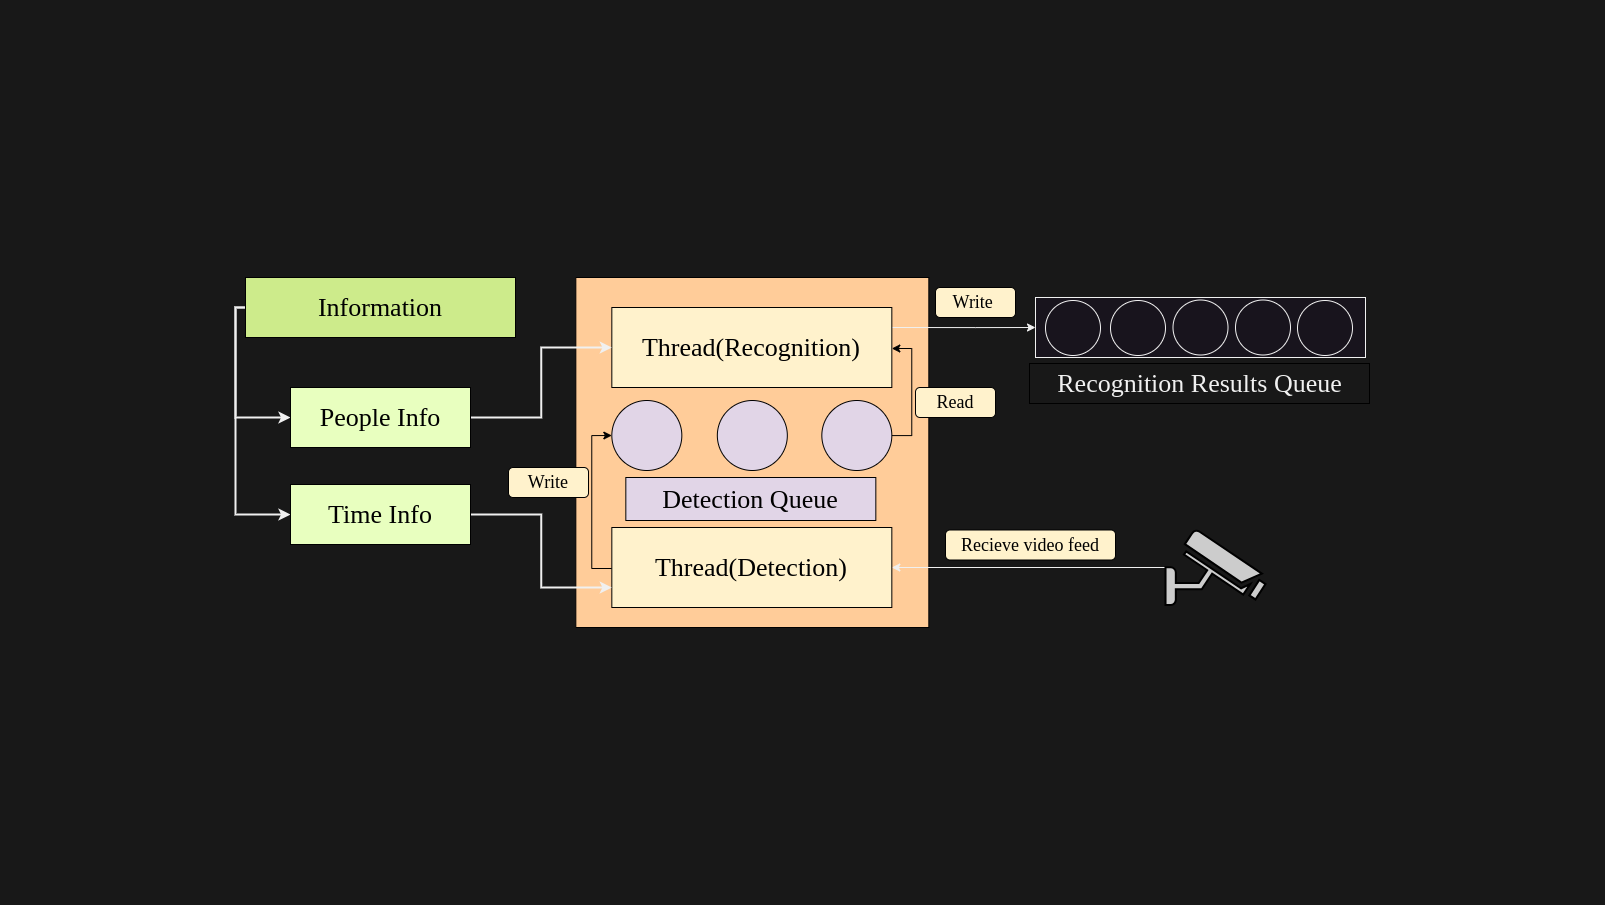 Information
People Info
Time Info
Thread(Recognition)
Write
Read
Detection Queue
Write
Thread(Detection)
Recieve video feed
Recognition Results Queue